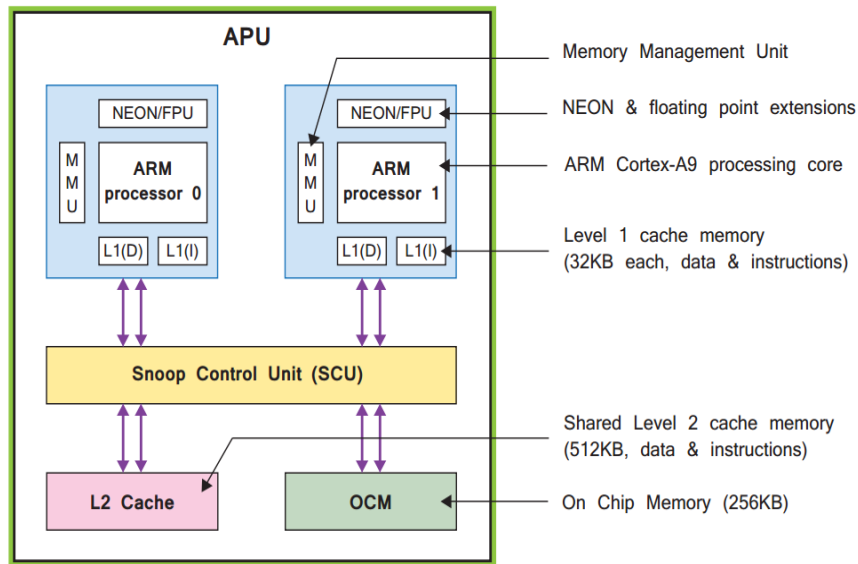 APU
NEON/FPU
M
M
U
ARM
processor 0
L1(D)
L1(I)
NEON/FPU
M
M
U
ARM
processor 1
L1(D)
L1(I)
Snoop Control Unit (SCU)
L2 Cache
OCM
Memory Management Unit
NEON & floating point extensions
ARM Cortex-A9 processing core
Level 1 cache memory
(32KB each, data & instructions)
Shared Level 2 cache memory
(512KB, data & instructions)
On Chip Memory (256KB)